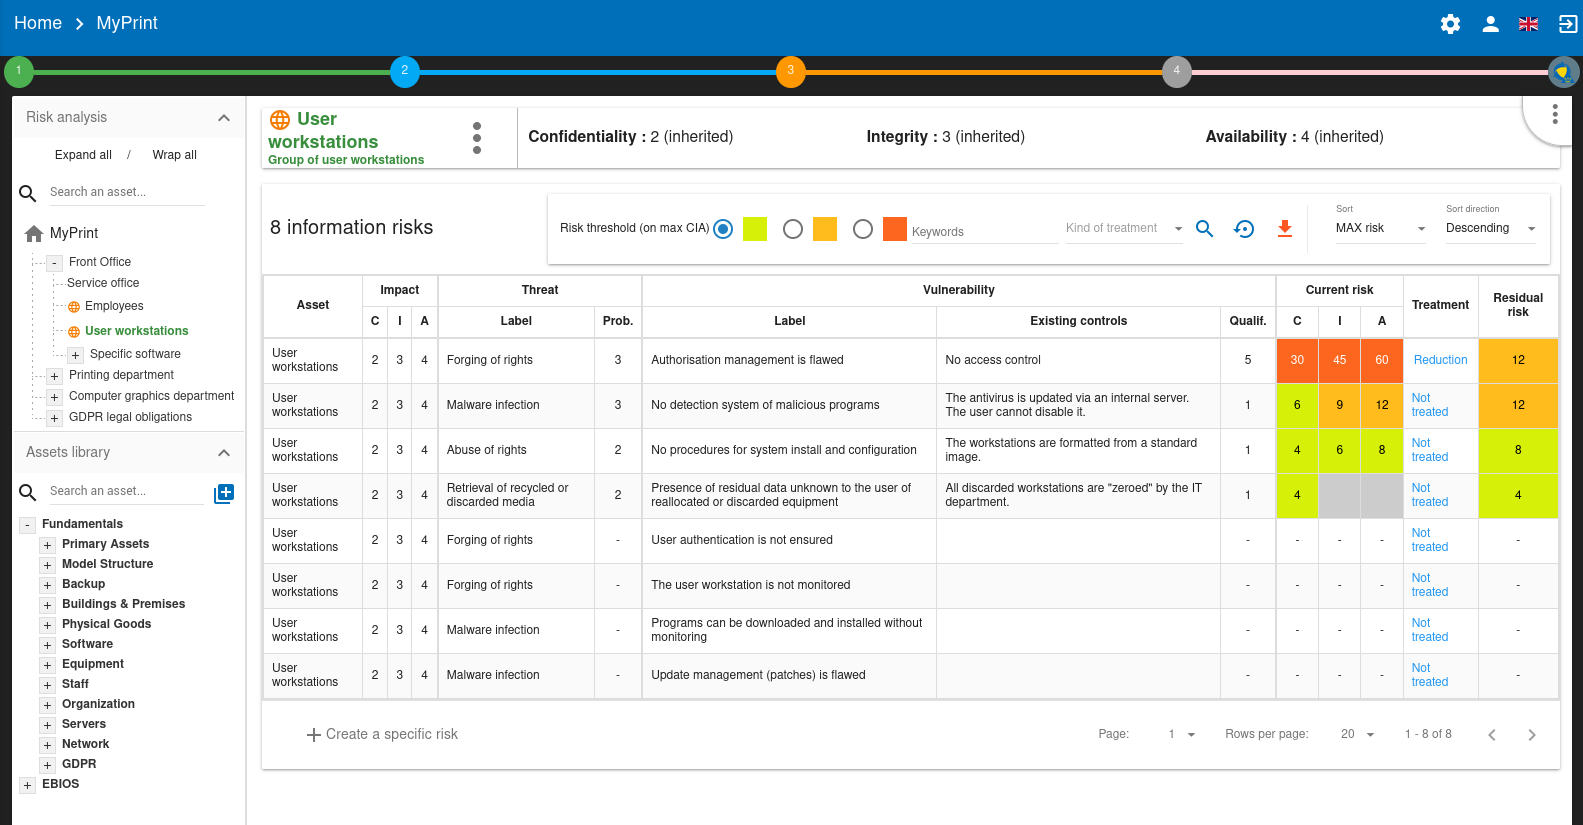 Home > MyPrint
1
2
3
4
Risk analysis
Expand all / Wrap all
Search an asset...
MyPrint
- Front Office
Service office
Employees
User workstations
+ Specific software
+ Printing department
+ Computer graphics department
+ GDPR legal obligations
Assets library
Search an asset...
- Fundamentals
+ Primary Assets
+ Model Structure
+ Backup
+ Buildings & Premises
+ Physical Goods
+ Software
+ Equipment
+ Staff
+ Organization
+ Servers
+ Network
+ GDPR
+ EBIOS
User
workstations
Group of user workstations
Confidentiality : 2 (inherited)
Integrity : 3 (inherited)
Availability : 4 (inherited)
8 information risks
Risk threshold (on max CIA)
Keywords
Kind of treatment
Sort
MAX risk
Sort direction
Descending
Asset Impact Threat Vulnerability Current risk Treatment Residual risk
C I A Label Prob. Label Existing controls Qualif. C I A
User workstations 2 3 4 Forging of rights 3 Authorisation management is flawed No access control 5 30 45 60 Reduction 12
User workstations 2 3 4 Malware infection 3 No detection system of malicious programs The antivirus is updated via an internal server. The user cannot disable it. 1 6 9 12 Not treated 12
User workstations 2 3 4 Abuse of rights 2 No procedures for system install and configuration The workstations are formatted from a standard image. 1 4 6 8 Not treated 8
User workstations 2 3 4 Retrieval of recycled or discarded media 2 Presence of residual data unknown to the user of reallocated or discarded equipment All discarded workstations are "zeroed" by the IT department. 1 4 Not treated 4
User workstations 2 3 4 Forging of rights - User authentication is not ensured - - - - Not treated -
User workstations 2 3 4 Forging of rights - The user workstation is not monitored - - - - Not treated -
User workstations 2 3 4 Malware infection - Programs can be downloaded and installed without monitoring - - - - Not treated -
User workstations 2 3 4 Malware infection - Update management (patches) is flawed - - - - Not treated -
+ Create a specific risk
Page: 1 Rows per page: 20 1 - 8 of 8